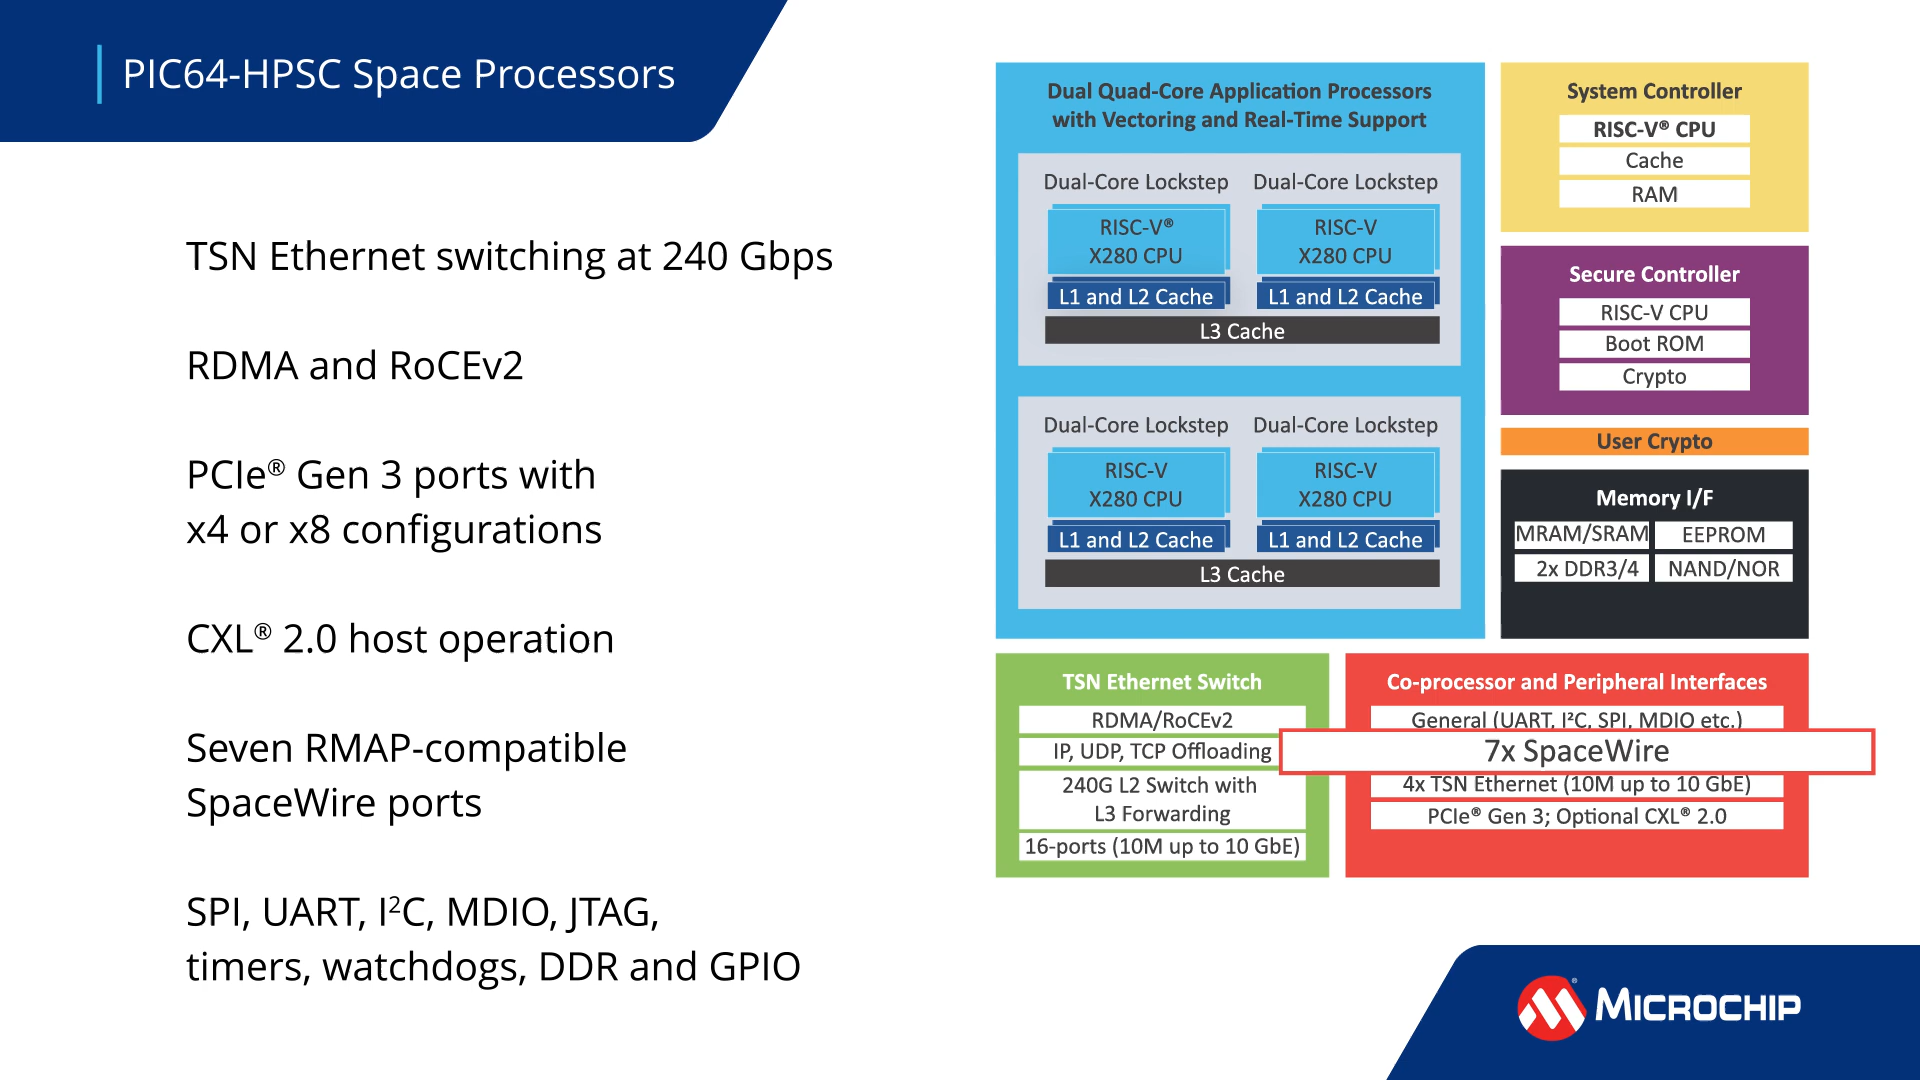 PIC64-HPSC Space Processors
TSN Ethernet switching at 240 Gbps
RDMA and RoCEv2
PCIe® Gen 3 ports with
x4 or x8 configurations
CXL® 2.0 host operation
Seven RMAP-compatible
SpaceWire ports
SPI, UART, I²C, MDIO, JTAG,
timers, watchdogs, DDR and GPIO
Dual Quad-Core Application Processors
with Vectoring and Real-Time Support
Dual-Core Lockstep
RISC-V®
X280 CPU
L1 and L2 Cache
Dual-Core Lockstep
RISC-V
X280 CPU
L1 and L2 Cache
L3 Cache
Dual-Core Lockstep
RISC-V
X280 CPU
L1 and L2 Cache
Dual-Core Lockstep
RISC-V
X280 CPU
L1 and L2 Cache
L3 Cache
System Controller
RISC-V® CPU
Cache
RAM
Secure Controller
RISC-V CPU
Boot ROM
Crypto
User Crypto
Memory I/F
MRAM/SRAM
EEPROM
2x DDR3/4
NAND/NOR
TSN Ethernet Switch
RDMA/RoCEv2
IP, UDP, TCP Offloading
240G L2 Switch with
L3 Forwarding
16-ports (10M up to 10 GbE)
Co-processor and Peripheral Interfaces
General (UART, I²C, SPI, MDIO etc.)
7x SpaceWire
4x TSN Ethernet (10M up to 10 GbE)
PCIe® Gen 3; Optional CXL® 2.0
MICROCHIP